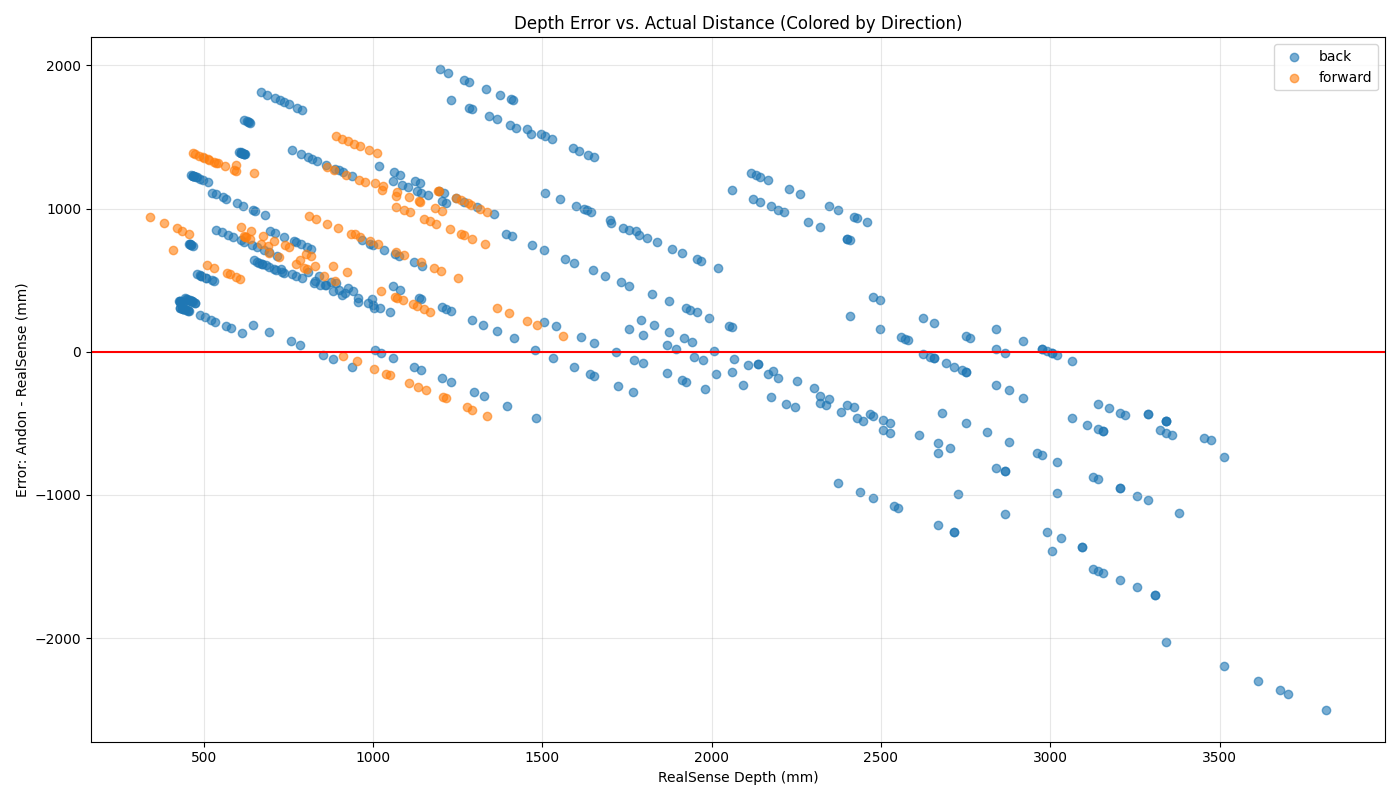 Depth Error vs. Actual Distance (Colored by Direction)
back
forward
Error: Andon - RealSense (mm)
2000
1000
0
−1000
−2000
500 1000 1500 2000 2500 3000 3500
RealSense Depth (mm)